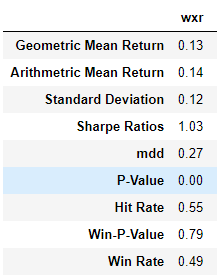 wxr
Geometric Mean Return 0.13
Arithmetic Mean Return 0.14
Standard Deviation 0.12
Sharpe Ratios 1.03
mdd 0.27
P-Value 0.00
Hit Rate 0.55
Win-P-Value 0.79
Win Rate 0.49